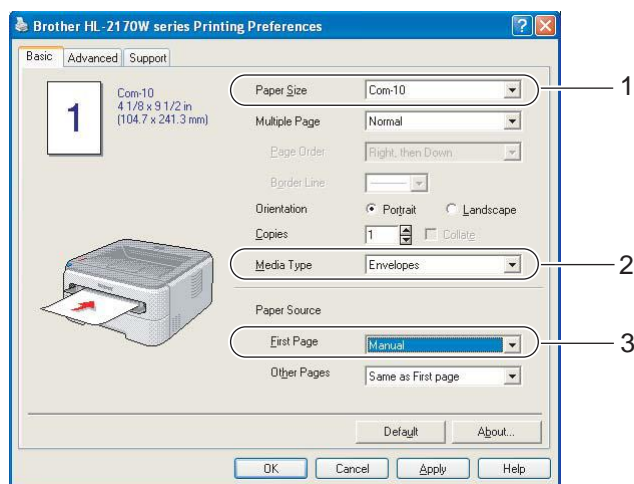 Brother HL-2170W series Printing Preferences
Basic Advanced Support
1
Com-10
4 1/8 x 9 1/2 in
(104.7 x 241.3 mm)
Paper Size Com-10 1
Multiple Page Normal
Page Order Right, then Down
Border Line
Orientation Portrait Landscape
Copies 1 Collate
Media Type Envelopes 2
Paper Source
First Page Manual 3
Other Pages Same as First page
Default About...
OK Cancel Apply Help